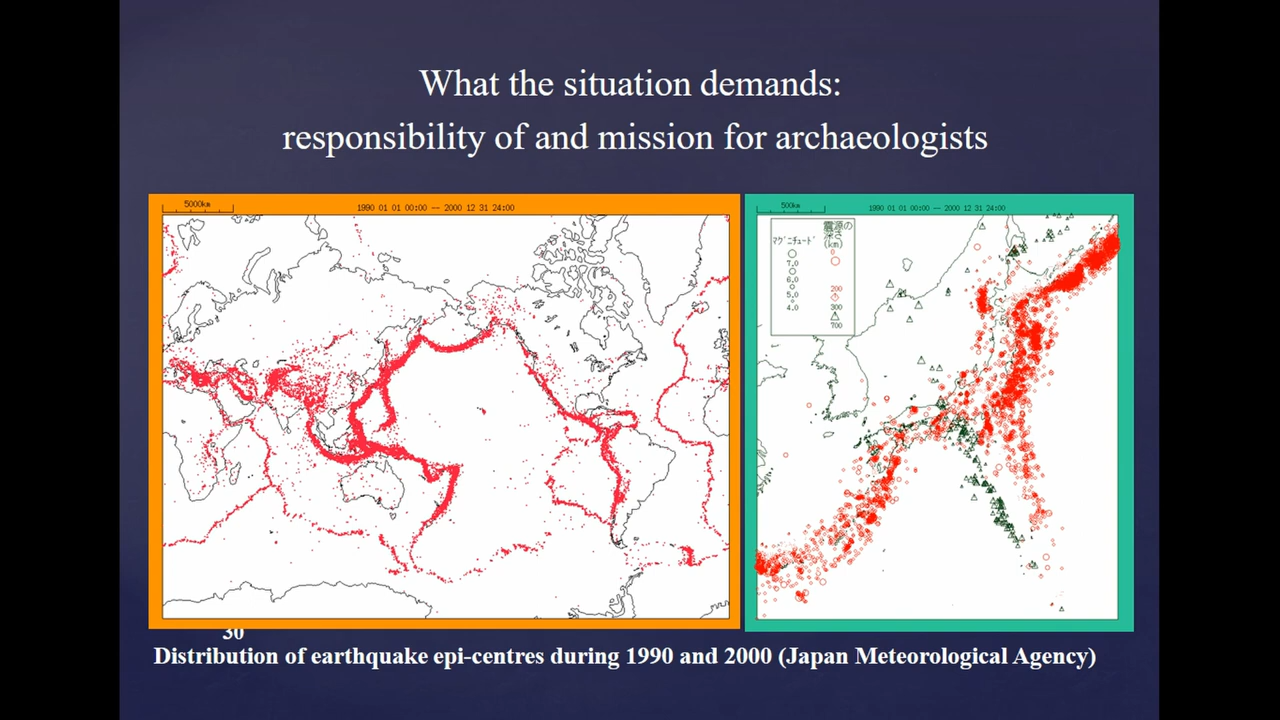 What the situation demands:
responsibility of and mission for archaeologists
5000km
1990 01 01 00:00 -- 2000 12 31 24:00
500km
1990 01 01 00:00 -- 2000 12 31 24:00
震源の
深さ
(km)
マグニチュード
0
7.0
6.0
5.0
4.0
200
300
700
30
Distribution of earthquake epi-centres during 1990 and 2000 (Japan Meteorological Agency)